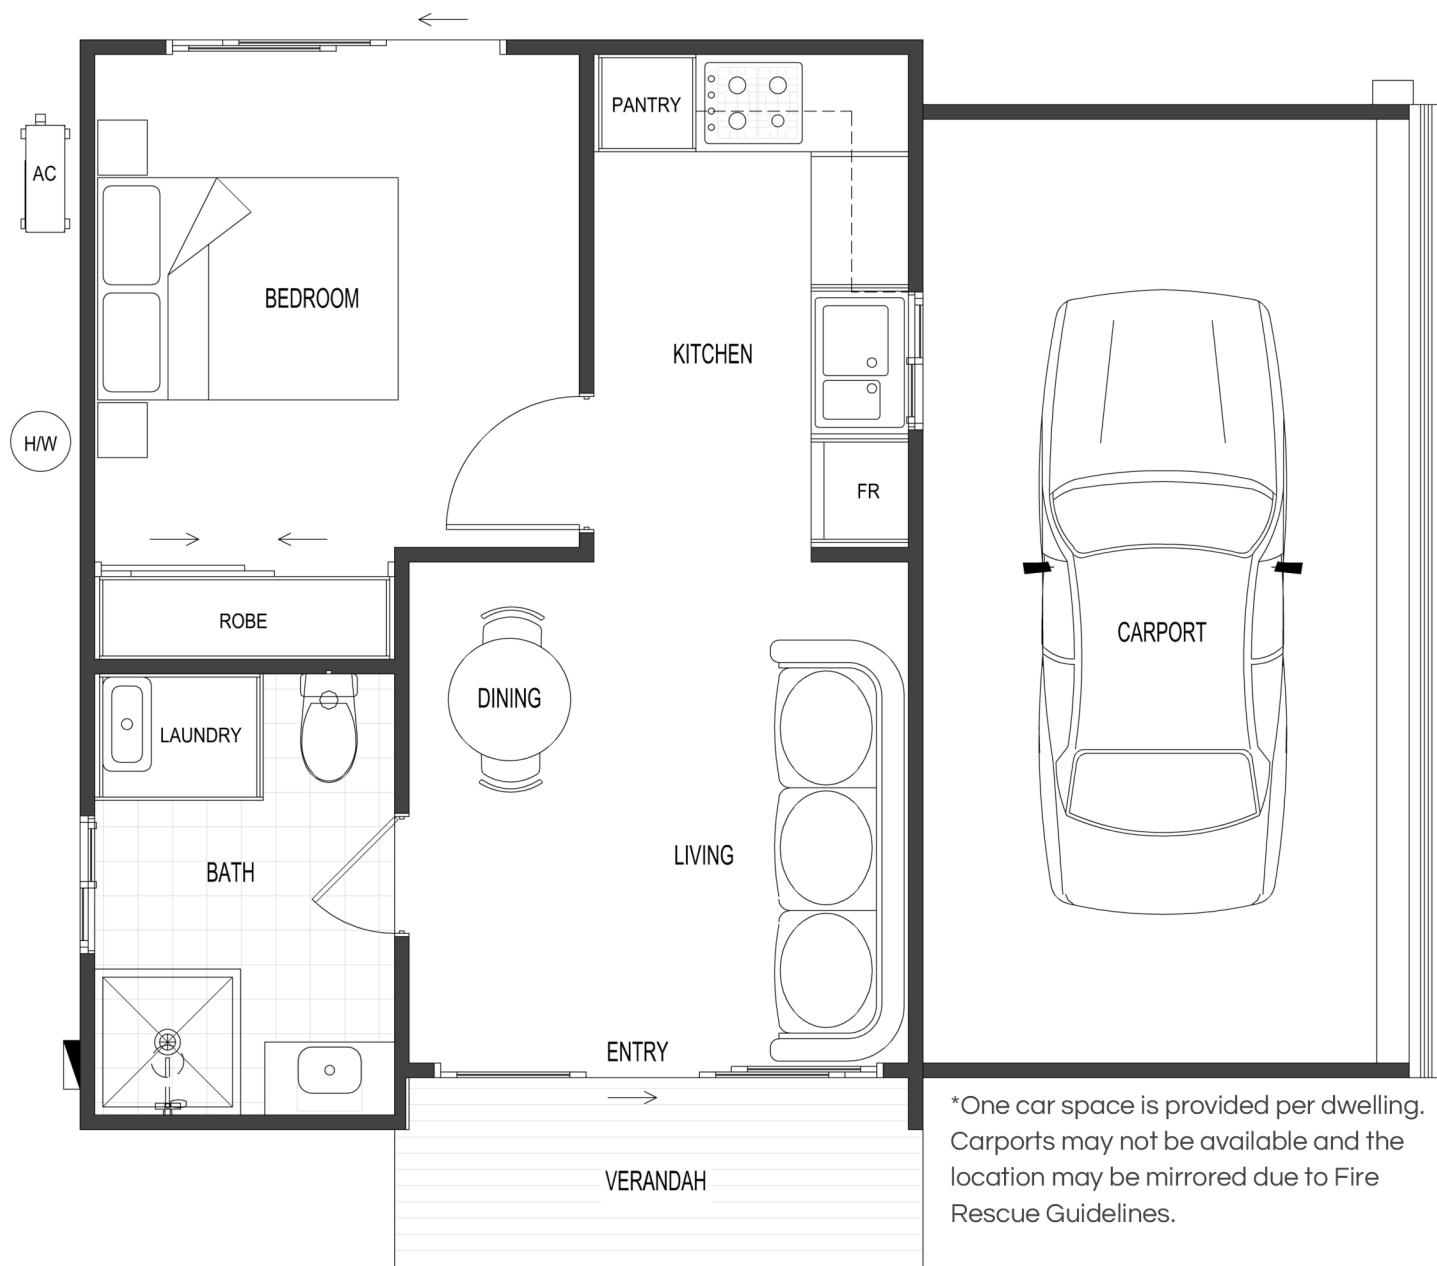 PANTRY
AC
BEDROOM
KITCHEN
H/W
FR
ROBE
CARPORT
DINING
LAUNDRY
LIVING
BATH
ENTRY
VERANDAH
*One car space is provided per dwelling.
Carports may not be available and the
location may be mirrored due to Fire
Rescue Guidelines.